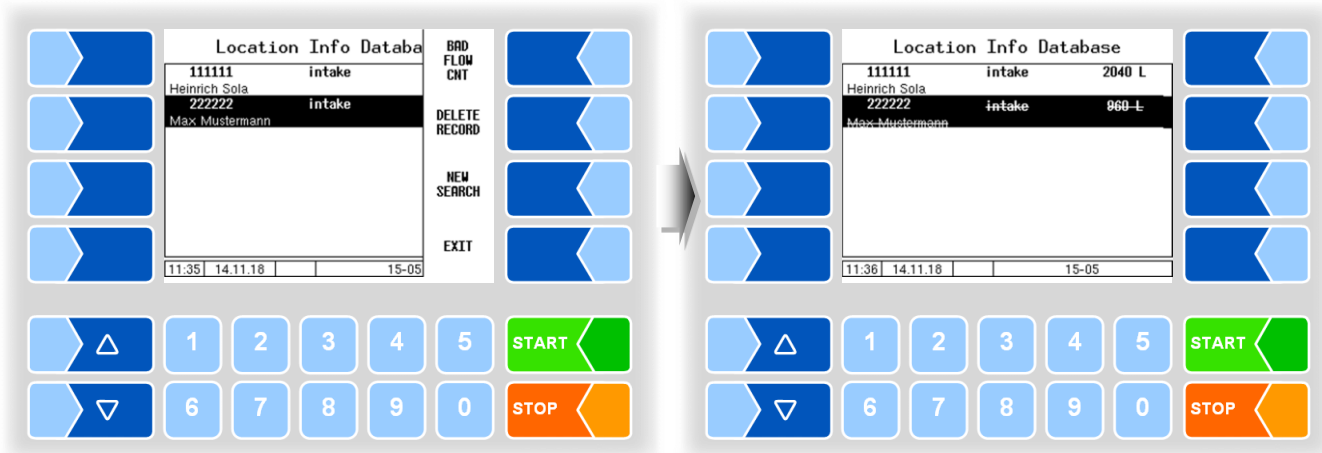 Location Info Databa
111111 intake
Heinrich Sola
222222 intake
Max Mustermann
BAD
FLOW
CNT
DELETE
RECORD
NEW
SEARCH
EXIT
11:35 14.11.18 15-05
1 2 3 4 5 START
6 7 8 9 0 STOP
Location Info Database
111111 intake 2040 L
Heinrich Sola
222222 intake 960 L
Max Mustermann
11:36 14.11.18 15-05
1 2 3 4 5 START
6 7 8 9 0 STOP